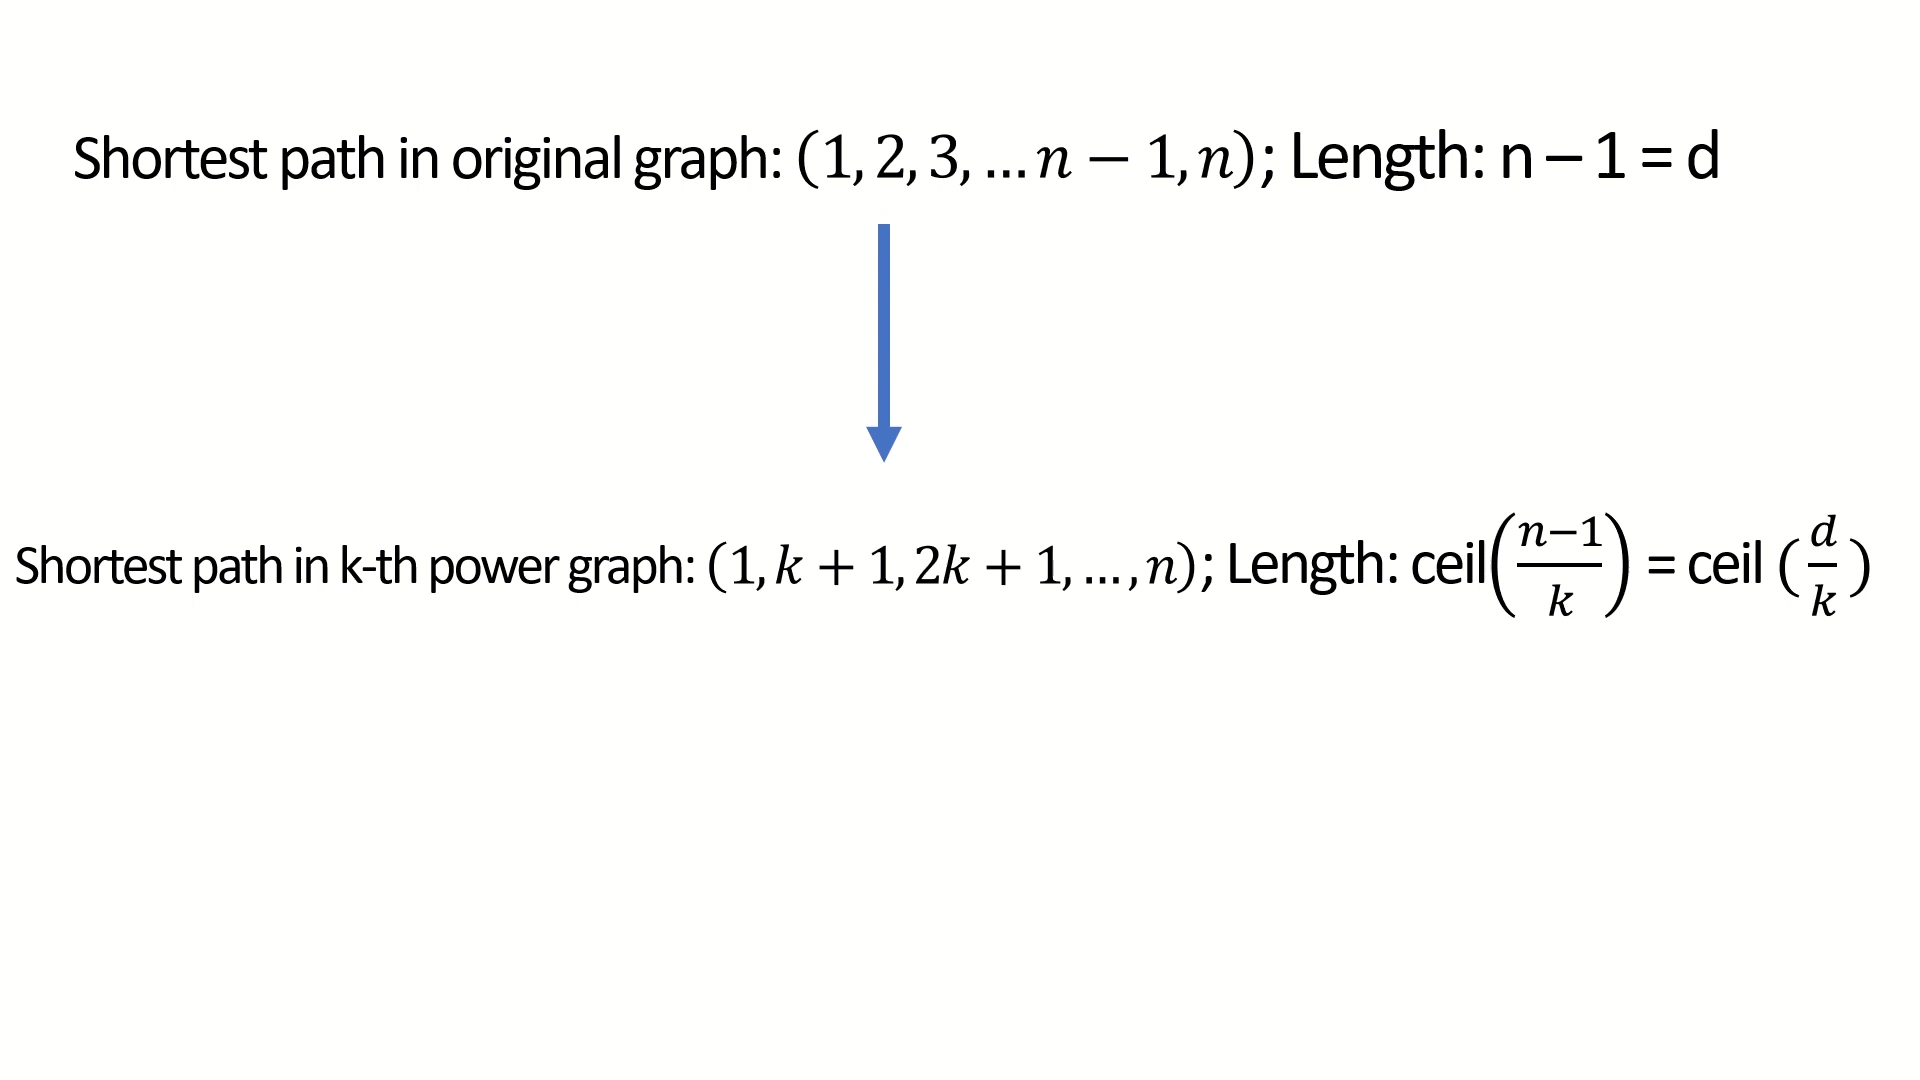 Shortest path in original graph: (1, 2, 3, … n − 1, n); Length: n – 1 = d
Shortest path in k-th power graph: (1, k + 1, 2k + 1, … , n); Length: ceil((n−1)/k) = ceil (d/k)